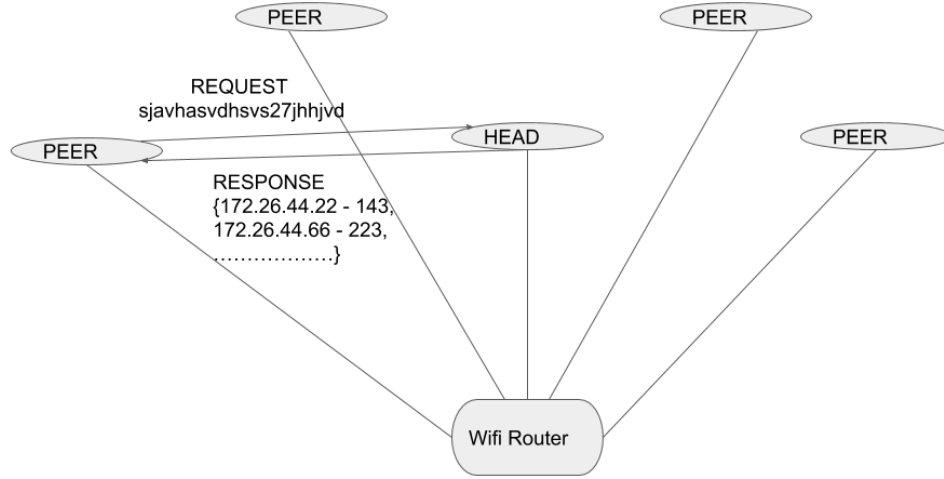 PEER
PEER
REQUEST
sjavhasvdhsvs27jhhjvd
PEER
HEAD
PEER
RESPONSE
{172.26.44.22 - 143,
172.26.44.66 - 223,
………………}
Wifi Router